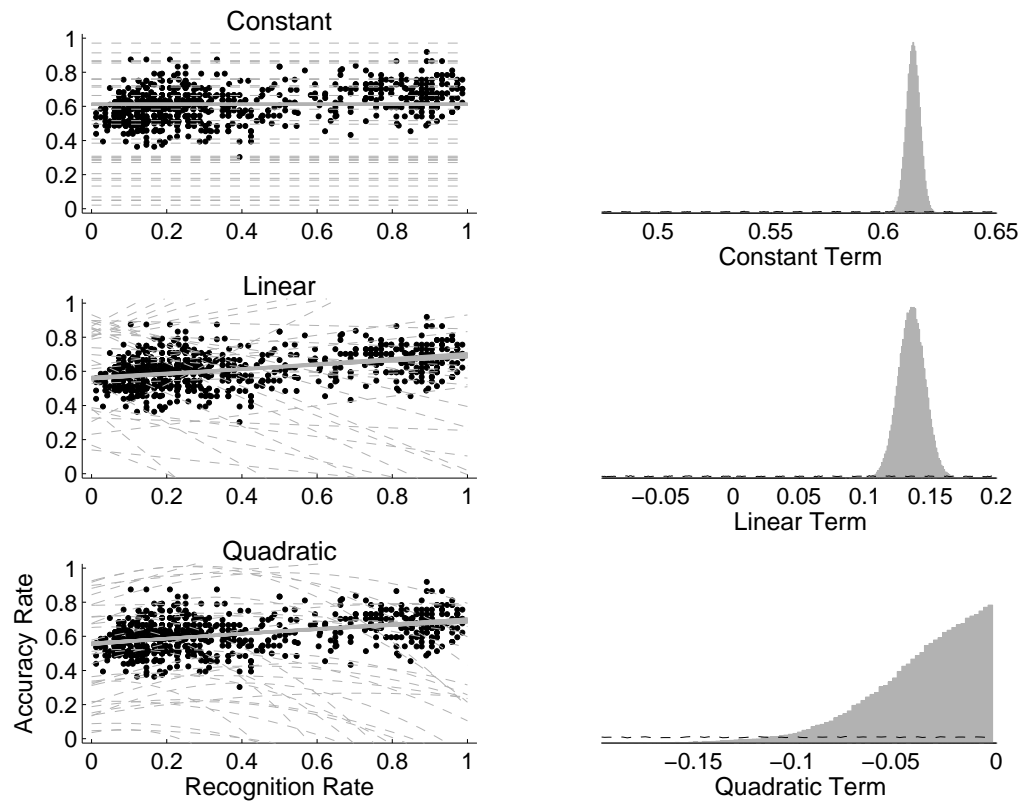 Constant
1
0.8
0.6
0.4
0.2
0
0 0.2 0.4 0.6 0.8 1
0.5 0.55 0.6 0.65
Constant Term
Linear
1
0.8
0.6
0.4
0.2
0
0 0.2 0.4 0.6 0.8 1
−0.05 0 0.05 0.1 0.15 0.2
Linear Term
Quadratic
Accuracy Rate
1
0.8
0.6
0.4
0.2
0
0 0.2 0.4 0.6 0.8 1
Recognition Rate
−0.15 −0.1 −0.05 0
Quadratic Term